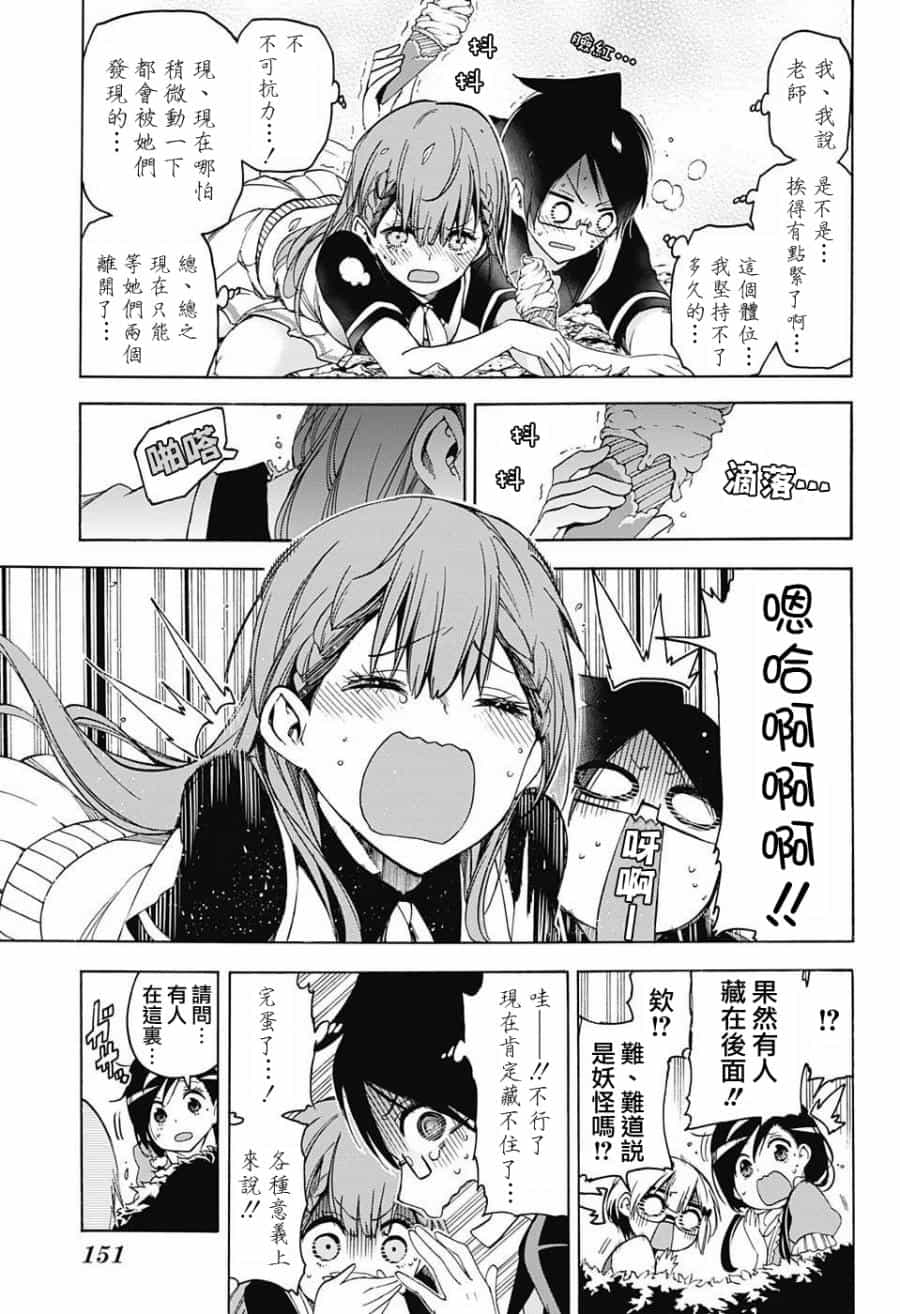 我、我說
老師
是不是…
挨得有點緊了啊…
這個體位…
我堅持不了
多久的…
臉紅…
抖
抖
不
不可抗力…
現、現在哪怕
稍微動一下
都會被她們
發現的…
總、總之
現在只能
等她們兩個
離開了…
滴落…
抖
抖
啪嗒
嗯哈啊啊啊!!
呀啊—
!?
果然有人
藏在後面!!
欸!?
難、難道説
是妖怪嗎!?
哇——!!不行了
現在肯定藏不住了…
完蛋了…
各種意義上
來說!!
請問…
有人
在這裏…
ドキドキ
151